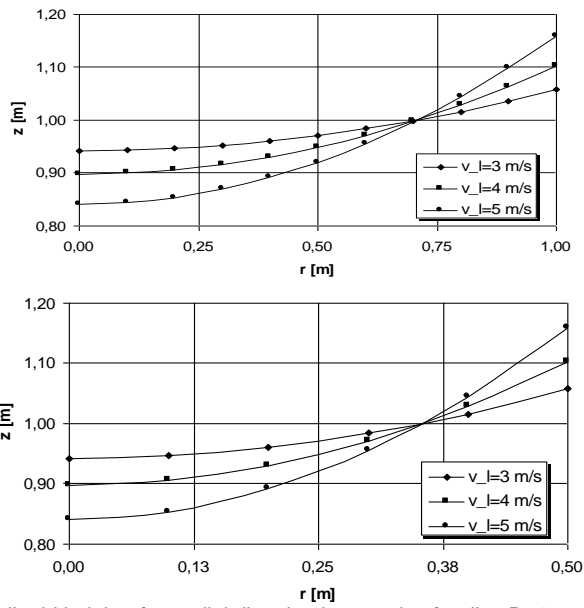 1,20
1,10
1,00
0,90
0,80
z [m]
v_l=3 m/s
v_l=4 m/s
v_l=5 m/s
0,00 0,25 0,50 0,75 1,00
r [m]
1,20
1,10
1,00
0,90
0,80
z [m]
v_l=3 m/s
v_l=4 m/s
v_l=5 m/s
0,00 0,13 0,25 0,38 0,50
r [m]